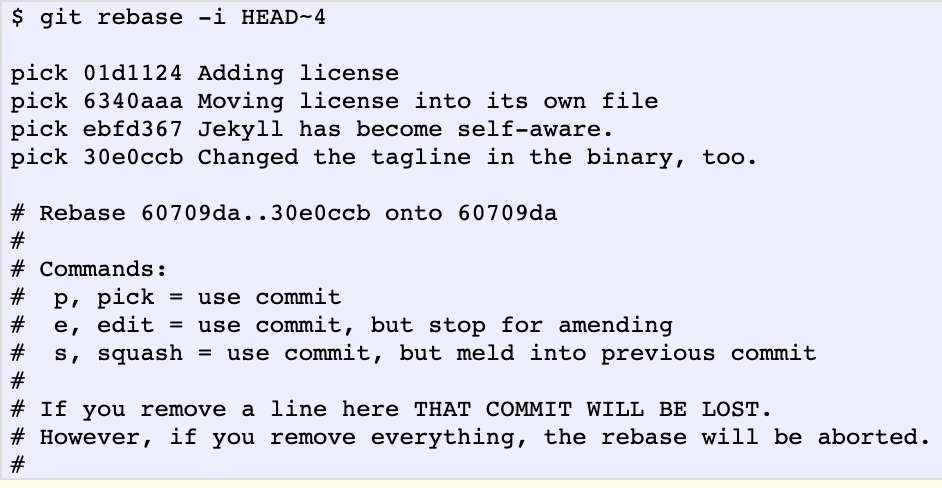 $ git rebase -i HEAD~4
pick 01d1124 Adding license
pick 6340aaa Moving license into its own file
pick ebfd367 Jekyll has become self-aware.
pick 30e0ccb Changed the tagline in the binary, too.
# Rebase 60709da..30e0ccb onto 60709da
#
# Commands:
#  p, pick = use commit
#  e, edit = use commit, but stop for amending
#  s, squash = use commit, but meld into previous commit
#
# If you remove a line here THAT COMMIT WILL BE LOST.
# However, if you remove everything, the rebase will be aborted.
#